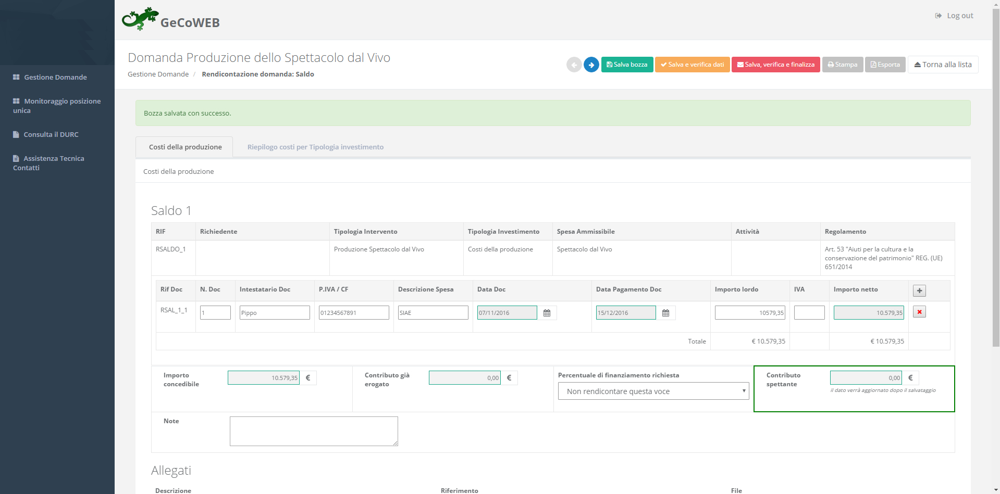 GeCoWEB
Log out
Gestione Domande
Monitoraggio posizione
unica
Consulta il DURC
Assistenza Tecnica
Contatti
Domanda Produzione dello Spettacolo dal Vivo
Gestione Domande / Rendicontazione domanda: Saldo
Salva bozza Salva e verifica dati Salva, verifica e finalizza Stampa Esporta Torna alla lista
Bozza salvata con successo.
Costi della produzione Riepilogo costi per Tipologia investimento
Costi della produzione
Saldo 1
RIF Richiedente Tipologia Intervento Tipologia Investimento Spesa Ammissibile Attività Regolamento
RSALDO_1 Produzione Spettacolo dal Vivo Costi della produzione Spettacolo dal Vivo Art. 53 "Aiuti per la cultura e la
conservazione del patrimonio" REG. (UE)
651/2014
Rif Doc N. Doc Intestatario Doc P.IVA / CF Descrizione Spesa Data Doc Data Pagamento Doc Importo lordo IVA Importo netto
RSAL_1_1 1 Pippo 01234567891 SIAE 07/11/2016 15/12/2016 10579,35 10.579,35
Totale € 10.579,35 € 10.579,35
Importo
concedibile
10.579,35 €
Contributo già
erogato
0,00 €
Percentuale di finanziamento richiesta
Non rendicontare questa voce
Contributo
spettante
0,00 €
il dato verrà aggiornato dopo il salvataggio
Note
Allegati
Descrizione Riferimento File